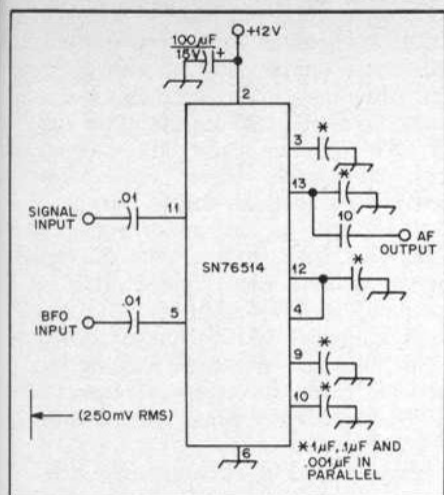 +12V
100µF
15V
+
2
3
*
13
*
SIGNAL
INPUT
.01
11
10
AF
OUTPUT
SN76514
12
*
4
BFO
INPUT
.01
5
9
*
10
*
(250mV RMS)
6
* 1µF, .1µF AND
.001µF IN
PARALLEL